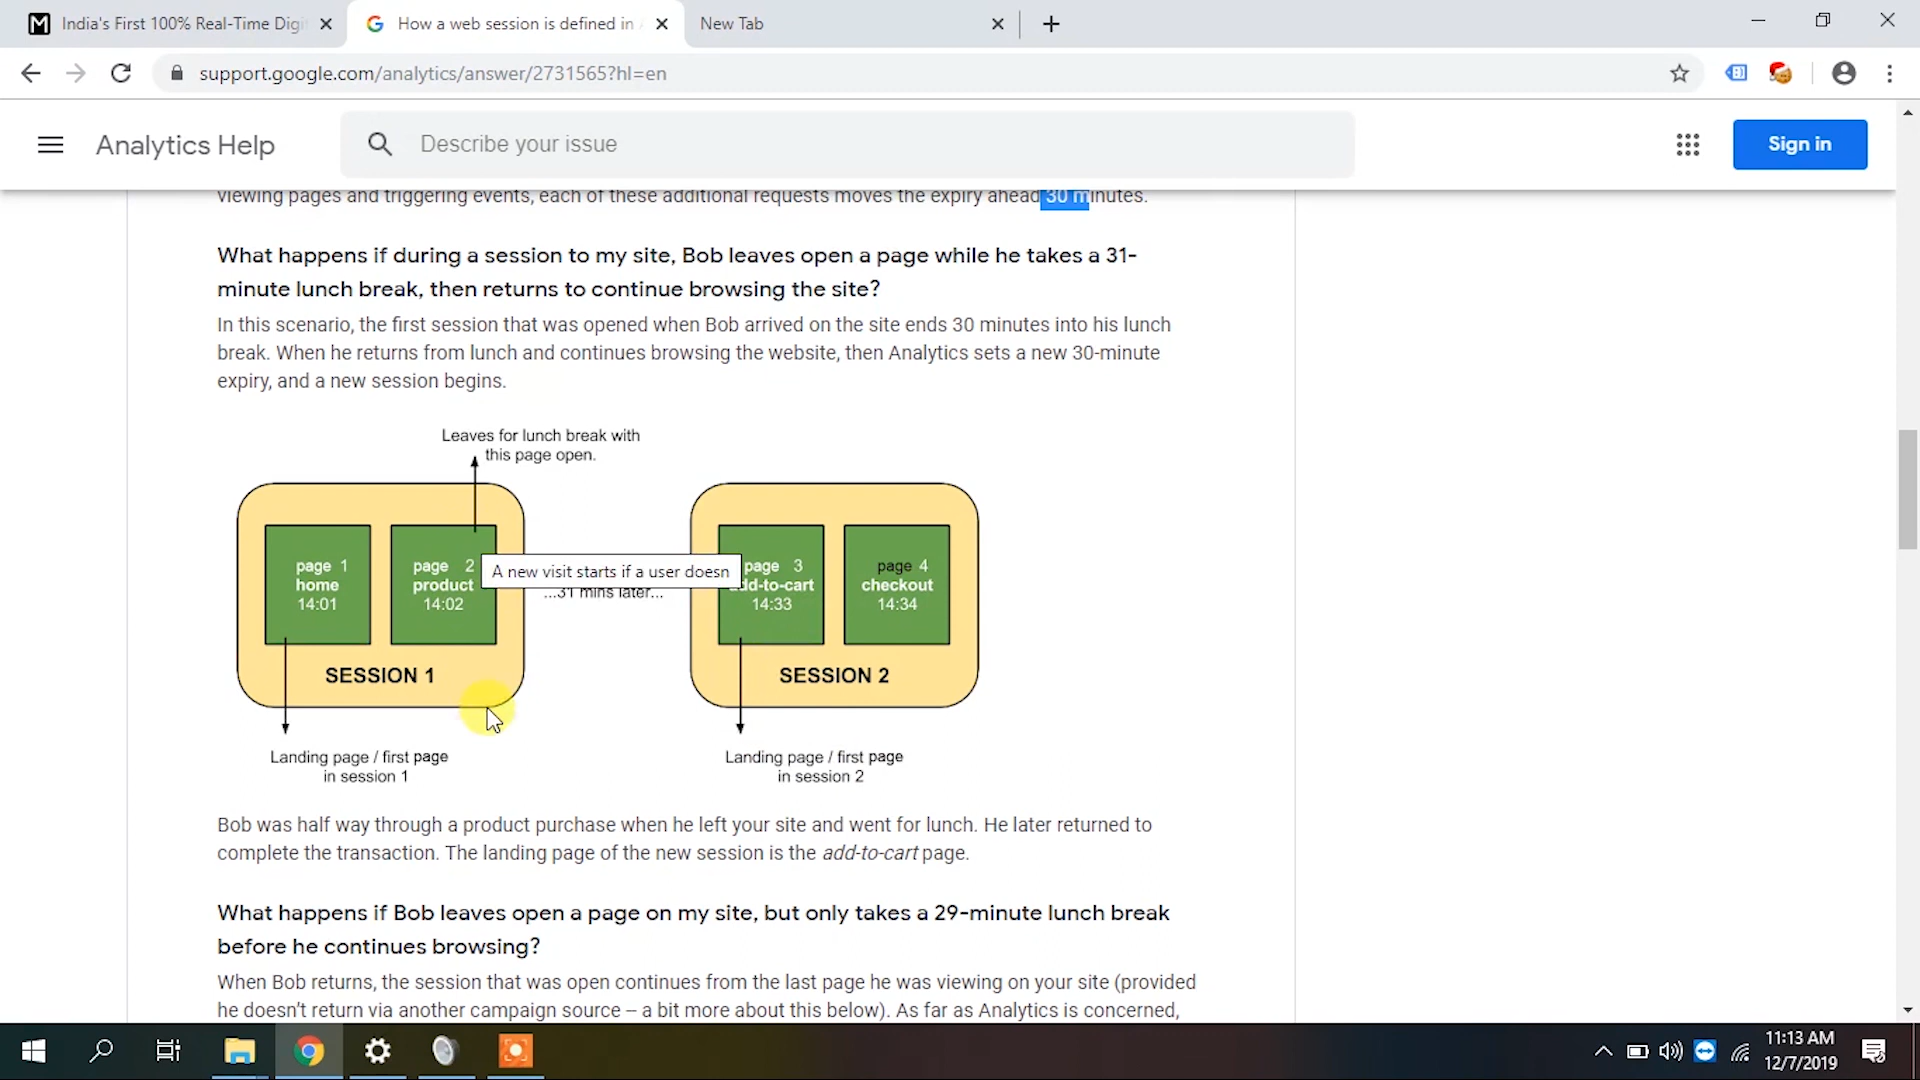 India's First 100% Real-Time Digi
How a web session is defined in
New Tab
support.google.com/analytics/answer/2731565?hl=en
Analytics Help
Describe your issue
Sign in
viewing pages and triggering events, each of these additional requests moves the expiry ahead 30 minutes.
What happens if during a session to my site, Bob leaves open a page while he takes a 31-
minute lunch break, then returns to continue browsing the site?
In this scenario, the first session that was opened when Bob arrived on the site ends 30 minutes into his lunch
break. When he returns from lunch and continues browsing the website, then Analytics sets a new 30-minute
expiry, and a new session begins.
Leaves for lunch break with
this page open.
page 1
home
14:01
page 2
product
14:02
A new visit starts if a user doesn
...31 mins later...
page 3
add-to-cart
14:33
page 4
checkout
14:34
SESSION 1
SESSION 2
Landing page / first page
in session 1
Landing page / first page
in session 2
Bob was half way through a product purchase when he left your site and went for lunch. He later returned to
complete the transaction. The landing page of the new session is the add-to-cart page.
What happens if Bob leaves open a page on my site, but only takes a 29-minute lunch break
before he continues browsing?
When Bob returns, the session that was open continues from the last page he was viewing on your site (provided
he doesn't return via another campaign source – a bit more about this below). As far as Analytics is concerned,
11:13 AM
12/7/2019